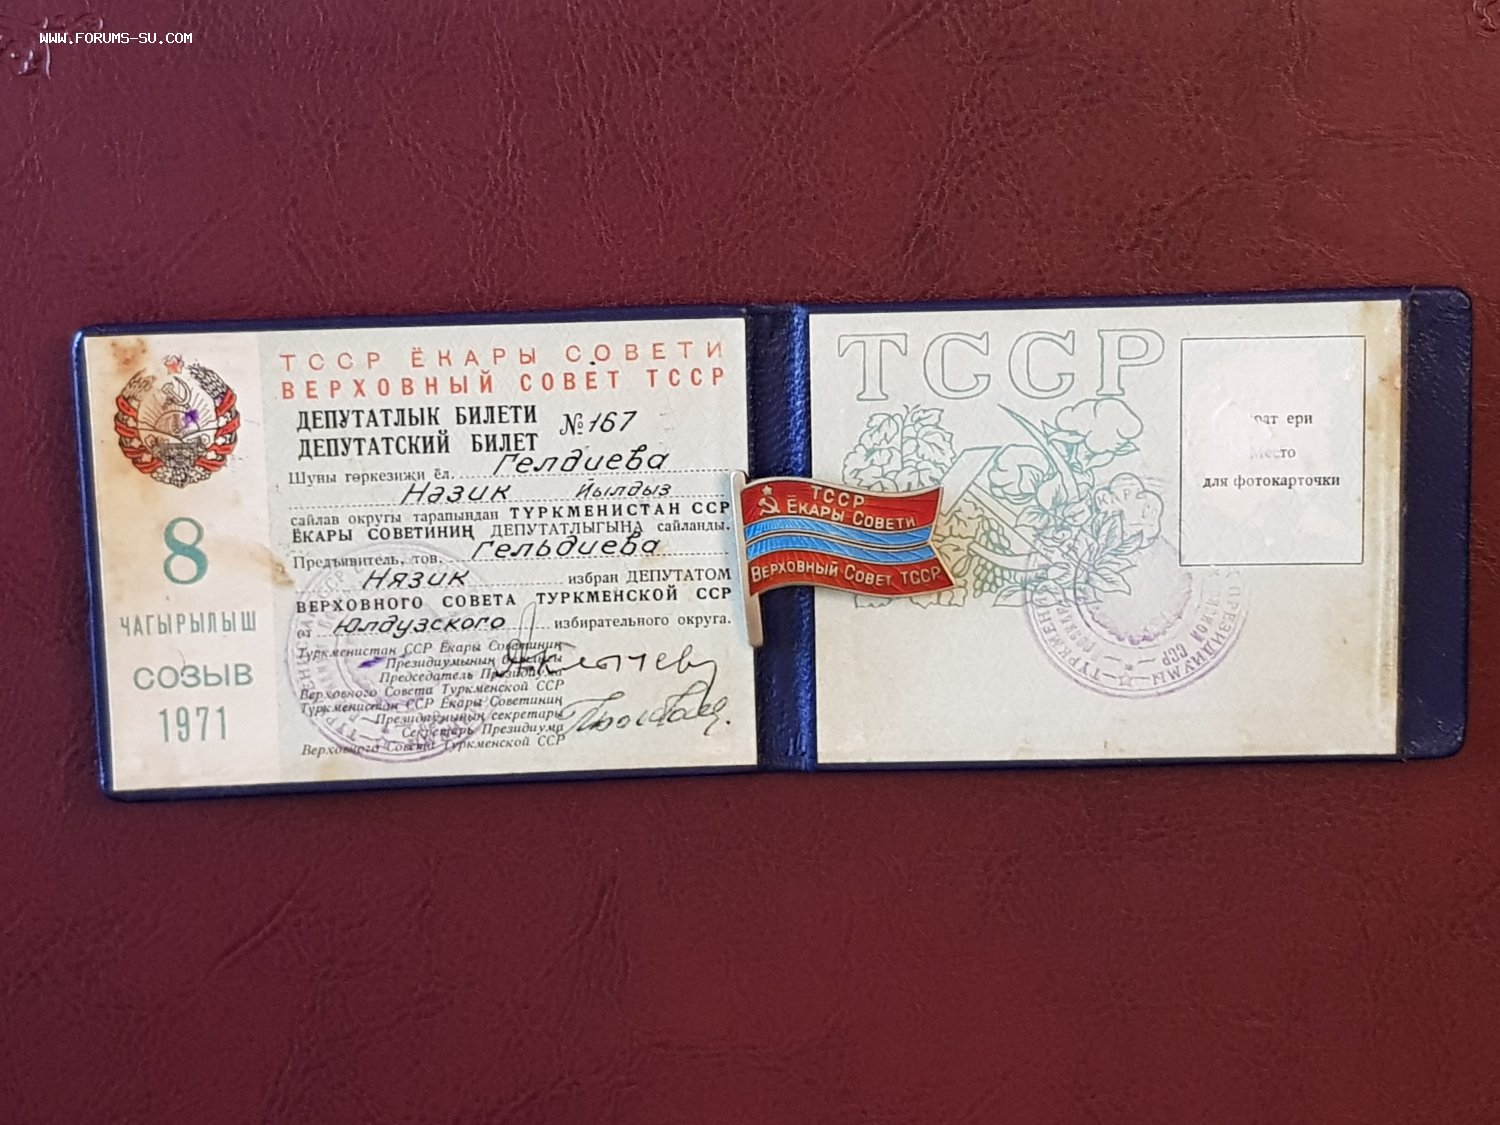 WWW.FORUMS-SU.COM
ТССР ЁКАРЫ СОВЕТИ
ВЕРХОВНЫЙ СОВЕТ ТССР
ДЕПУТАТЛЫК БИЛЕТИ
ДЕПУТАТСКИЙ БИЛЕТ
№ 167
Шуны гөркезижи ёл. Гелдиева
Назик Йылдыз
сайлав округы тарапындан ТҮРКМЕНИСТАН ССР
ЁКАРЫ СОВЕТИНИҢ ДЕПУТАТЛЫГЫНА сайланды.
Предъявитель, тов. Гельдиева
Нязик избран ДЕПУТАТОМ
ВЕРХОВНОГО СОВЕТА ТУРКМЕНСКОЙ ССР
от Юлдузского избирательного округа.
Түркменистан ССР Ёкары Советиниң
Президиумының
Председатель Президиума
Верховного Совета Туркменской ССР
Түркменистан ССР Ёкары Советиниң
Президиумының секретары
Секретарь Президиума
Верховного Совета Туркменской ССР
8
ЧАГЫРЫЛЫШ
СОЗЫВ
1971
ТССР
ЁКАРЫ СОВЕТИ
ВЕРХОВНЫЙ СОВЕТ ТССР
ТССР
ери
Место
для фотокарточки